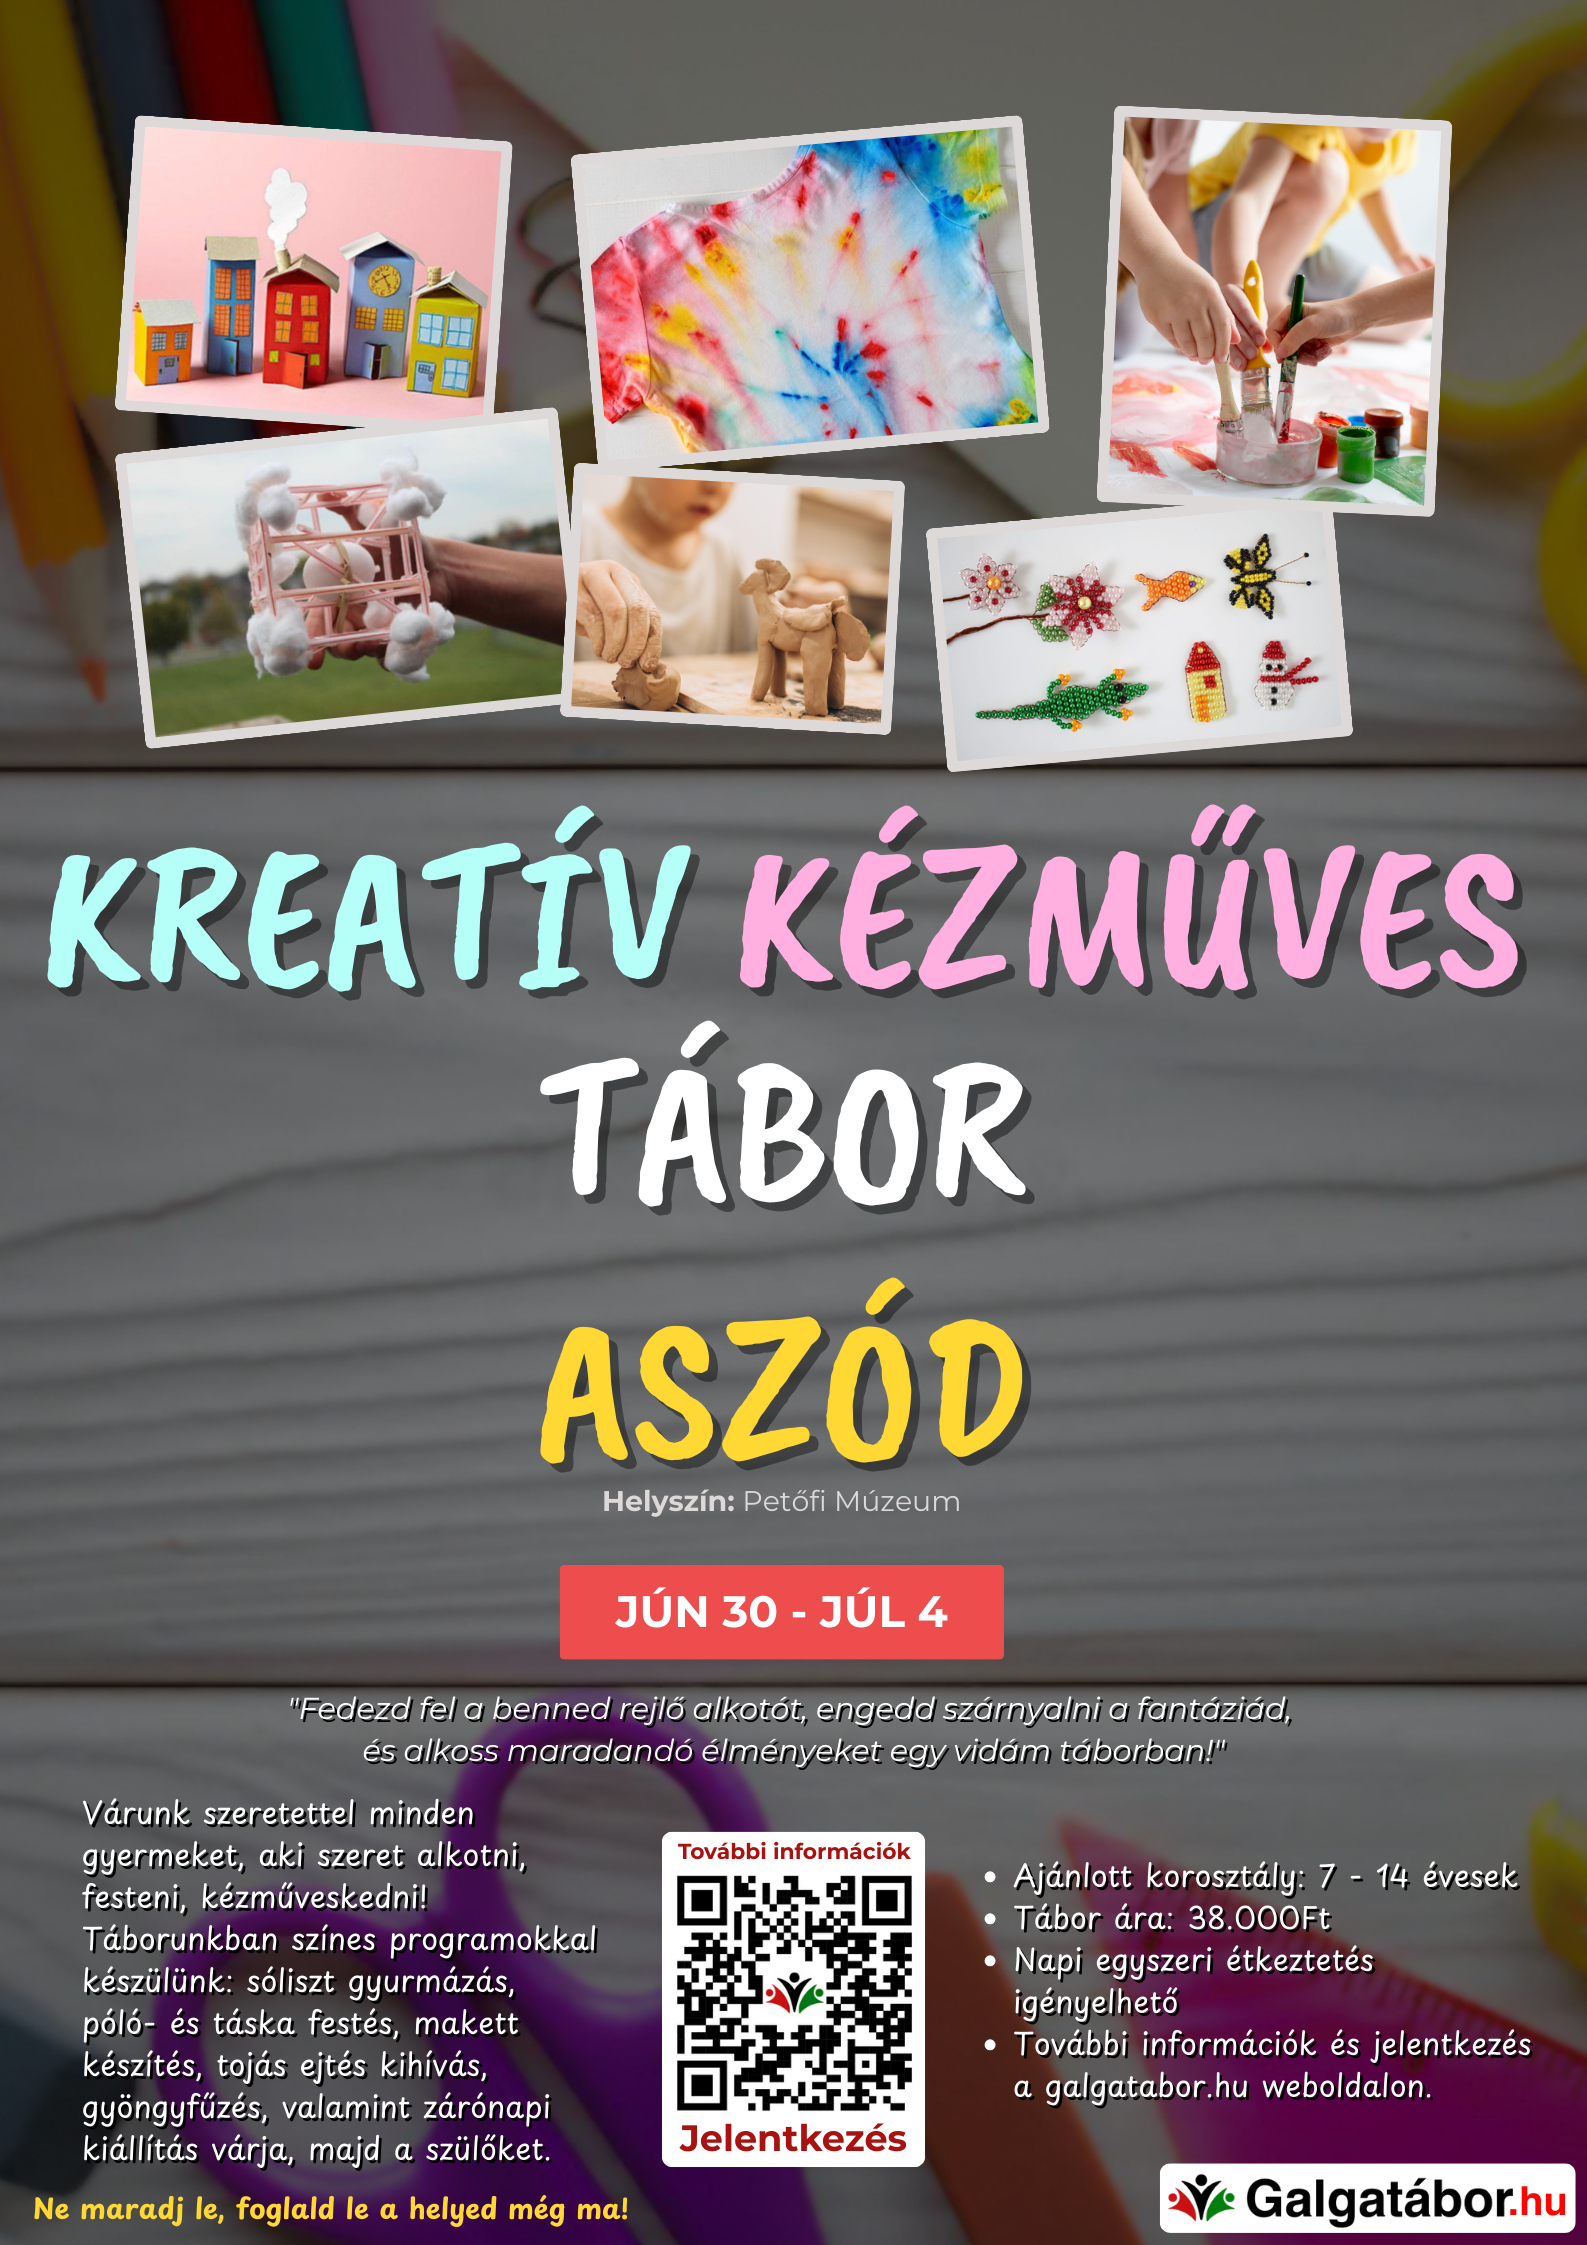 KREATÍV KÉZMŰVES
TÁBOR
ASZÓD
Helyszín: Petőfi Múzeum
JÚN 30 - JÚL 4
"Fedezd fel a benned rejlő alkotót, engedd szárnyalni a fantáziád,
és alkoss maradandó élményeket egy vidám táborban!"
Várunk szeretettel minden
gyermeket, aki szeret alkotni,
festeni, kézműveskedni!
Táborunkban színes programokkal
készülünk: sóliszt gyurmázás,
póló- és táska festés, makett
készítés, tojás ejtés kihívás,
gyöngyfűzés, valamint zárónapi
kiállítás várja, majd a szülőket.
Ne maradj le, foglald le a helyed még ma!
További információk
Jelentkezés
• Ajánlott korosztály: 7 - 14 évesek
• Tábor ára: 38.000Ft
• Napi egyszeri étkeztetés
igényelhető
• További információk és jelentkezés
a galgatabor.hu weboldalon.
Galgatábor.hu